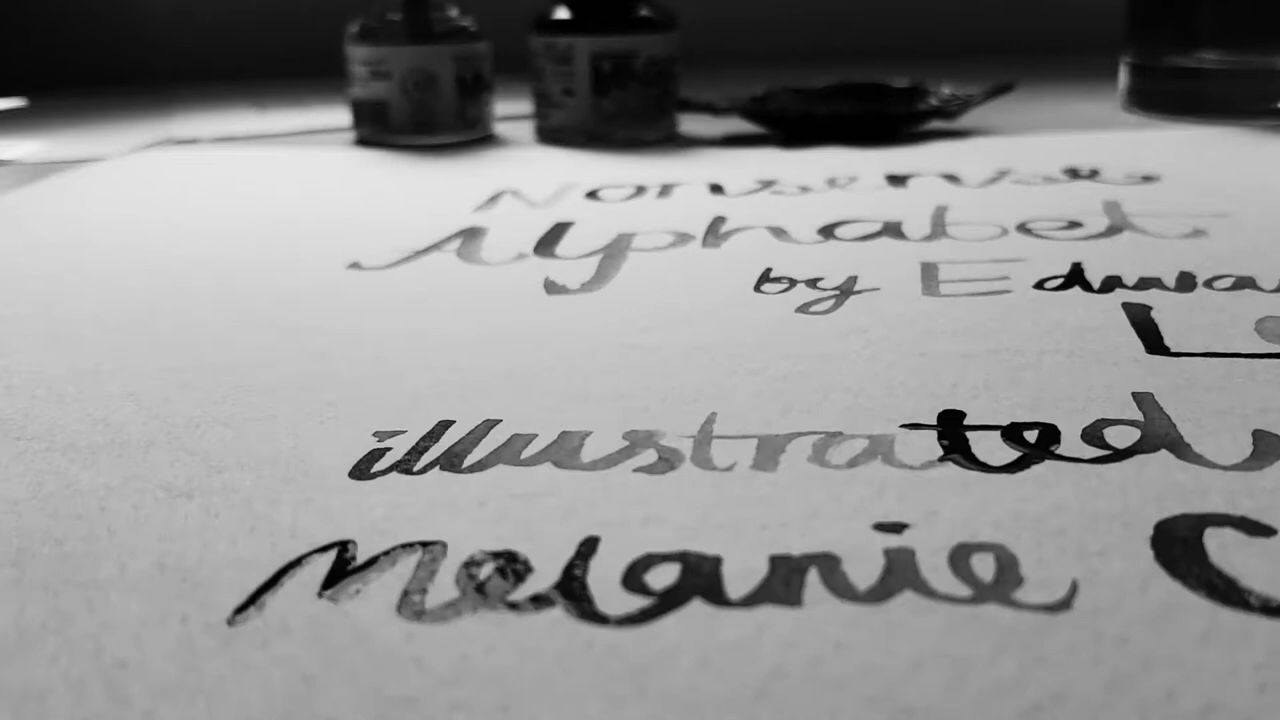 Nonsense
Alphabet
by Edwa
L
illustrated
Melanie C